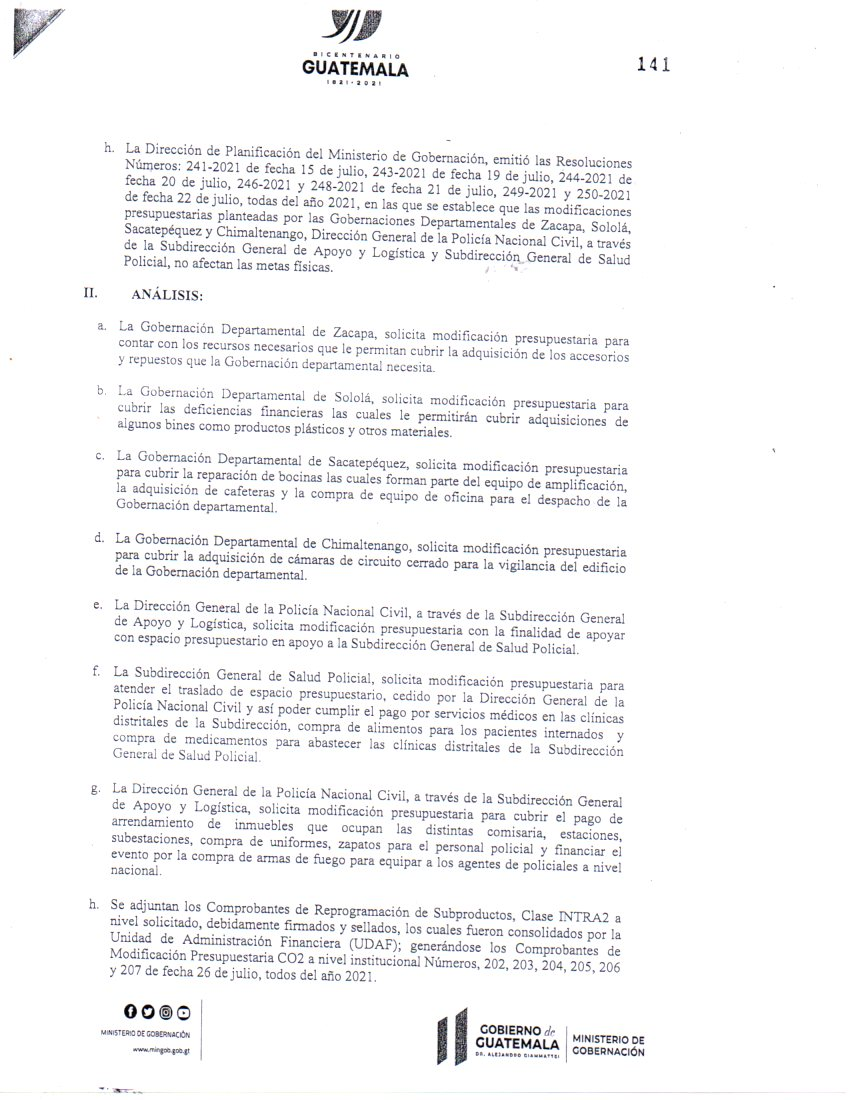 BICENTENARIO
GUATEMALA
1821-2021
141
h. La Dirección de Planificación del Ministerio de Gobernación, emitió las Resoluciones
Números: 241-2021 de fecha 15 de julio, 243-2021 de fecha 19 de julio, 244-2021 de
fecha 20 de julio, 246-2021 y 248-2021 de fecha 21 de julio, 249-2021 y 250-2021
de fecha 22 de julio, todas del año 2021, en las que se establece que las modificaciones
presupuestarias planteadas por las Gobernaciones Departamentales de Zacapa, Sololá,
Sacatepéquez y Chimaltenango, Dirección General de la Policía Nacional Civil, a través
de la Subdirección General de Apoyo y Logística y Subdirección General de Salud
Policial, no afectan las metas físicas.
II. ANÁLISIS:
a. La Gobernación Departamental de Zacapa, solicita modificación presupuestaria para
contar con los recursos necesarios que le permitan cubrir la adquisición de los accesorios
y repuestos que la Gobernación departamental necesita.
b. La Gobernación Departamental de Sololá, solicita modificación presupuestaria para
cubrir las deficiencias financieras las cuales le permitirán cubrir adquisiciones de
algunos bines como productos plásticos y otros materiales.
c. La Gobernación Departamental de Sacatepéquez, solicita modificación presupuestaria
para cubrir la reparación de bocinas las cuales forman parte del equipo de amplificación,
la adquisición de cafeteras y la compra de equipo de oficina para el despacho de la
Gobernación departamental.
d. La Gobernación Departamental de Chimaltenango, solicita modificación presupuestaria
para cubrir la adquisición de cámaras de circuito cerrado para la vigilancia del edificio
de la Gobernación departamental.
e. La Dirección General de la Policía Nacional Civil, a través de la Subdirección General
de Apoyo y Logística, solicita modificación presupuestaria con la finalidad de apoyar
con espacio presupuestario en apoyo a la Subdirección General de Salud Policial.
f. La Subdirección General de Salud Policial, solicita modificación presupuestaria para
atender el traslado de espacio presupuestario, cedido por la Dirección General de la
Policía Nacional Civil y así poder cumplir el pago por servicios médicos en las clínicas
distritales de la Subdirección, compra de alimentos para los pacientes internados y
compra de medicamentos para abastecer las clínicas distritales de la Subdirección
General de Salud Policial.
g. La Dirección General de la Policía Nacional Civil, a través de la Subdirección General
de Apoyo y Logística, solicita modificación presupuestaria para cubrir el pago de
arrendamiento de inmuebles que ocupan las distintas comisaria, estaciones,
subestaciones, compra de uniformes, zapatos para el personal policial y financiar el
evento por la compra de armas de fuego para equipar a los agentes de policiales a nivel
nacional.
h. Se adjuntan los Comprobantes de Reprogramación de Subproductos, Clase INTRA2 a
nivel solicitado, debidamente firmados y sellados, los cuales fueron consolidados por la
Unidad de Administración Financiera (UDAF); generándose los Comprobantes de
Modificación Presupuestaria CO2 a nivel institucional Números, 202, 203, 204, 205, 206
y 207 de fecha 26 de julio, todos del año 2021.
MINISTERIO DE GOBERNACIÓN
www.mingob.gob.gt
GOBIERNO de
GUATEMALA
DR. ALEJANDRO GIAMMATTEI
MINISTERIO DE
GOBERNACIÓN